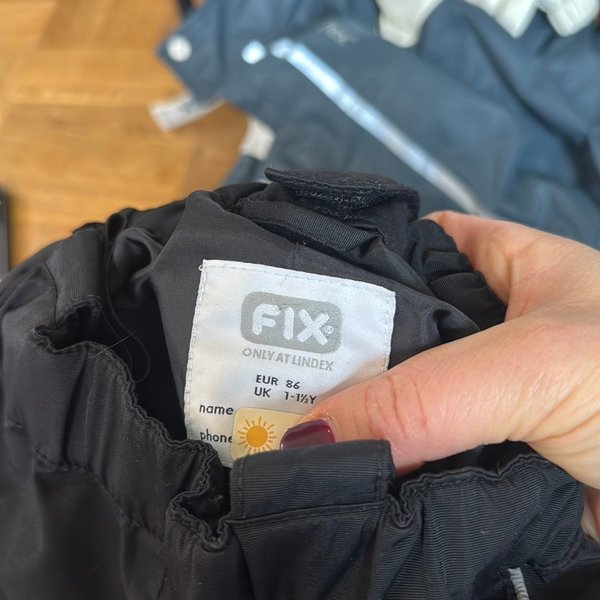 FIX
ONLY AT LINDEX
EUR 86
UK 1-1½Y
name
phone